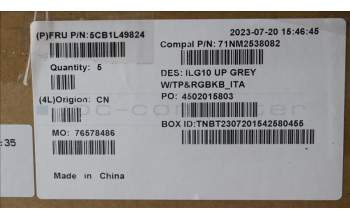 (P)FRU P/N:5CB1L49824
2023-07-20 15:46:45
Compal P/N: 71NM2538082
Quantity: 5
DES: ILG10 UP GREY
W/TP&RGBKB_ITA
(4L)Origion: CN
PO: 4502015803
MO: 76578486
BOX ID:TNBT2307201542580455
:35
Made in China